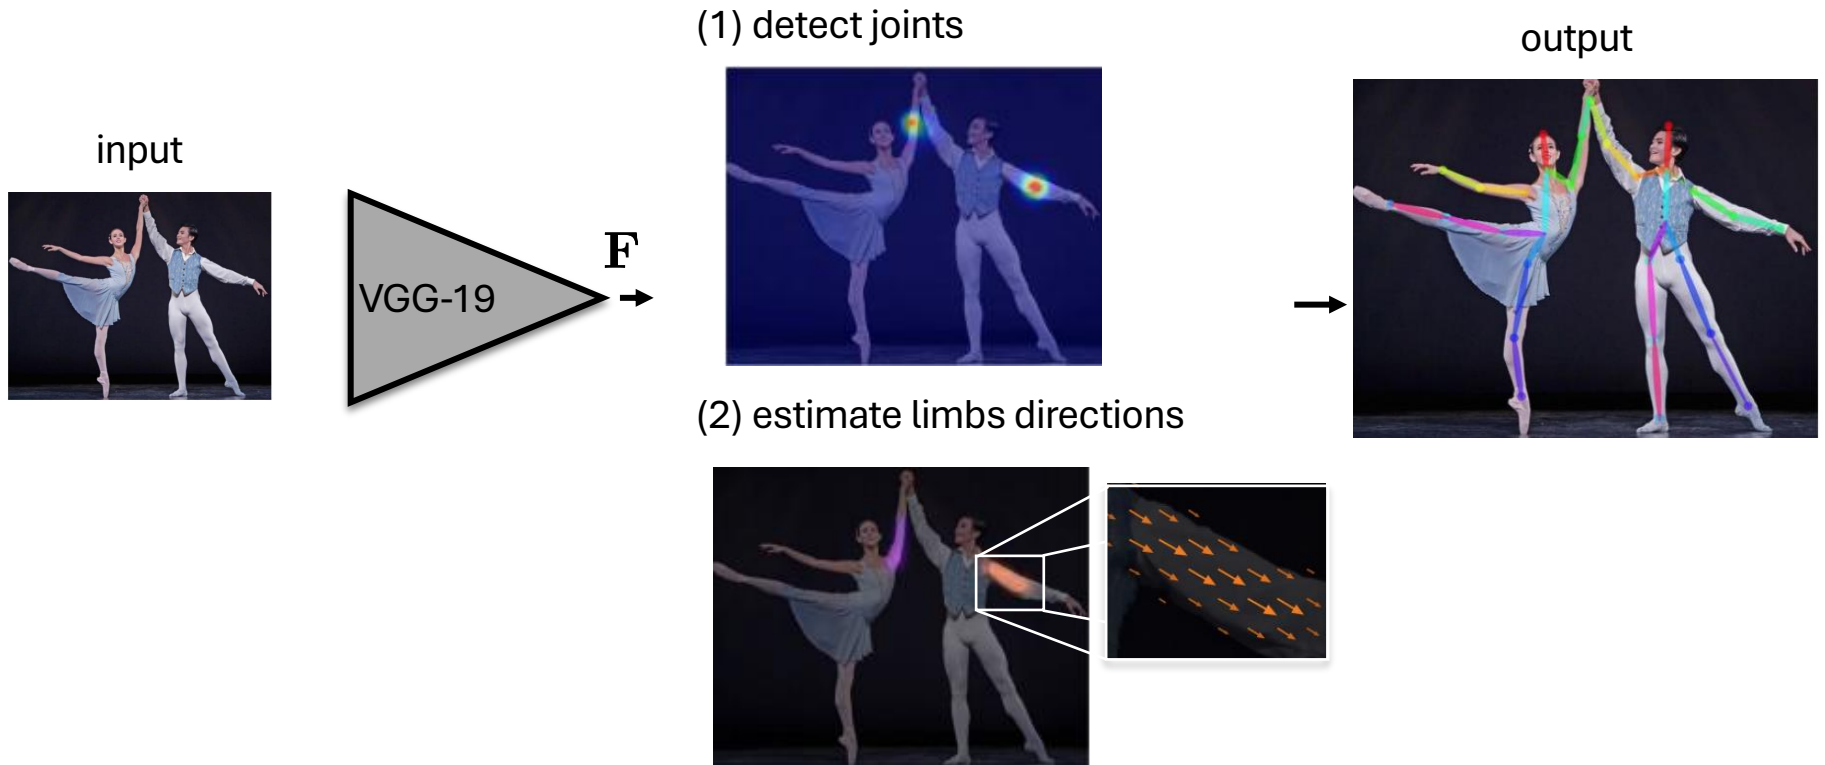 input
VGG-19
F
(1) detect joints
(2) estimate limbs directions
output